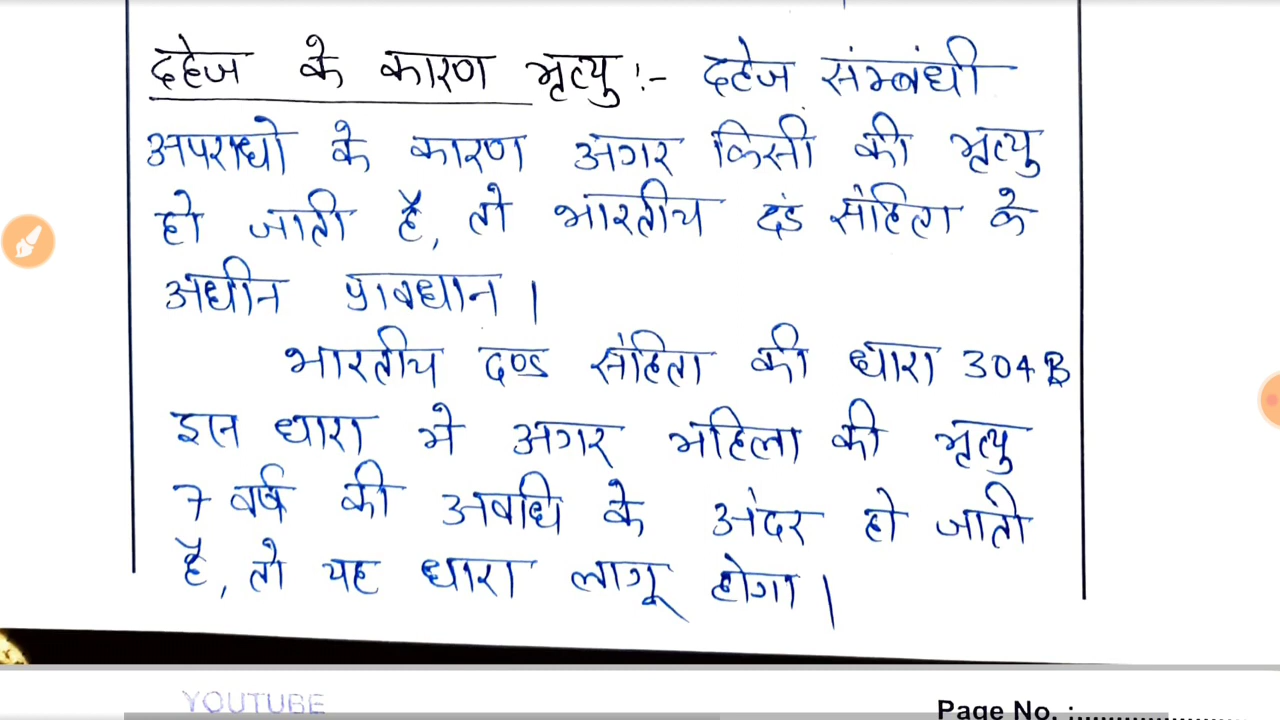 दहेज के कारण मृत्यु :- दहेज संम्बंधी
अपराधो के कारण अगर किसी की मृत्यु
हो जाती है, तो भारतीय दंड संहिता के
अधीन प्रावधान ।
भारतीय दण्ड संहिता की धारा 304 B
इस धारा मे अगर महिला की मृत्यु
7 वर्ष की अवधि के अंदर हो जाती
है, तो यह धारा लागू होगा ।
YOUTUBE
Page No. :........................